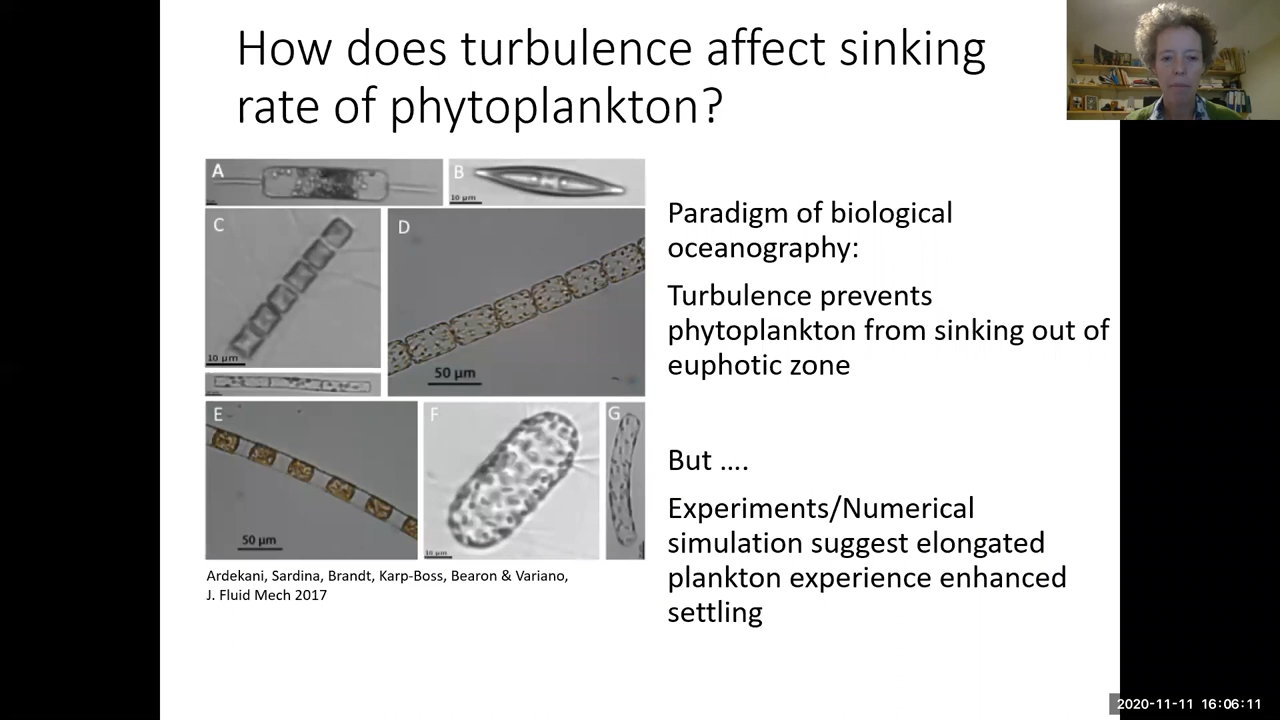 How does turbulence affect sinking
rate of phytoplankton?
A
B
10 µm
C
10 µm
D
50 µm
E
50 µm
F
10 µm
G
Ardekani, Sardina, Brandt, Karp-Boss, Bearon & Variano,
J. Fluid Mech 2017
Paradigm of biological
oceanography:
Turbulence prevents
phytoplankton from sinking out of
euphotic zone
But ....
Experiments/Numerical
simulation suggest elongated
plankton experience enhanced
settling
2020-11-11 16:06:11